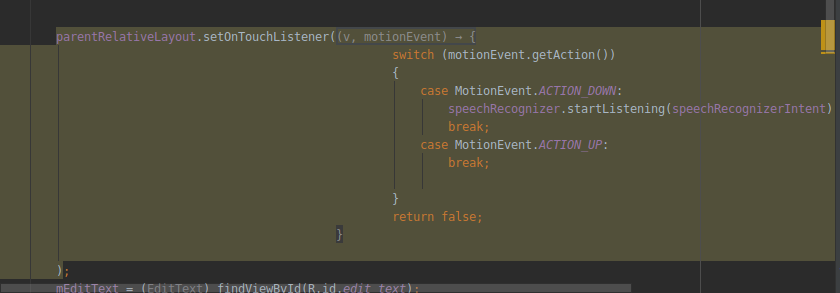 parentRelativeLayout.setOnTouchListener((v, motionEvent) → {
switch (motionEvent.getAction())
{
case MotionEvent.ACTION_DOWN:
speechRecognizer.startListening(speechRecognizerIntent)
break;
case MotionEvent.ACTION_UP:
break;
}
return false;
}
);
mEditText = (EditText) findViewById(R.id.edit_text);